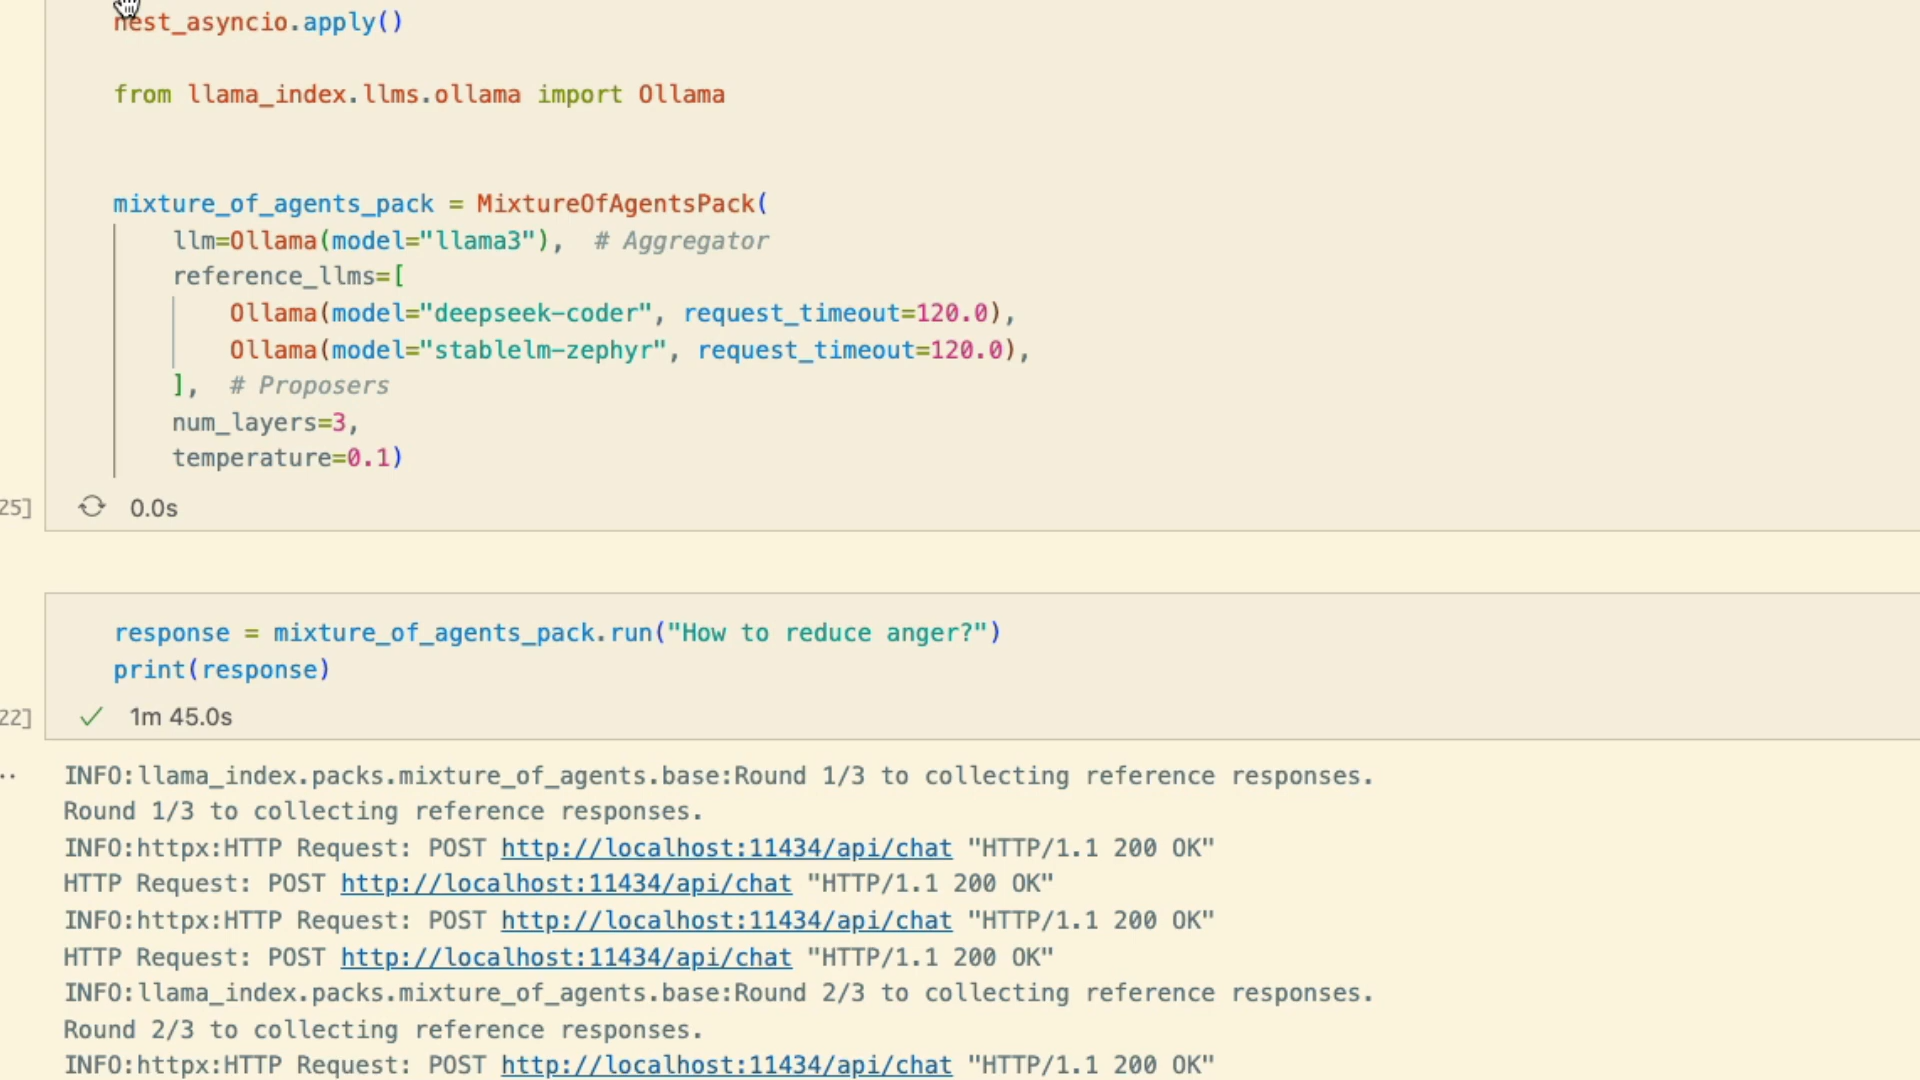 nest_asyncio.apply()
from llama_index.llms.ollama import Ollama
mixture_of_agents_pack = MixtureOfAgentsPack(
    llm=Ollama(model="llama3"),  # Aggregator
    reference_llms=[
        Ollama(model="deepseek-coder", request_timeout=120.0),
        Ollama(model="stablelm-zephyr", request_timeout=120.0),
    ],  # Proposers
    num_layers=3,
    temperature=0.1)
25] 0.0s
response = mixture_of_agents_pack.run("How to reduce anger?")
print(response)
22] 1m 45.0s
INFO:llama_index.packs.mixture_of_agents.base:Round 1/3 to collecting reference responses.
Round 1/3 to collecting reference responses.
INFO:httpx:HTTP Request: POST http://localhost:11434/api/chat "HTTP/1.1 200 OK"
HTTP Request: POST http://localhost:11434/api/chat "HTTP/1.1 200 OK"
INFO:httpx:HTTP Request: POST http://localhost:11434/api/chat "HTTP/1.1 200 OK"
HTTP Request: POST http://localhost:11434/api/chat "HTTP/1.1 200 OK"
INFO:llama_index.packs.mixture_of_agents.base:Round 2/3 to collecting reference responses.
Round 2/3 to collecting reference responses.
INFO:httpx:HTTP Request: POST http://localhost:11434/api/chat "HTTP/1.1 200 OK"